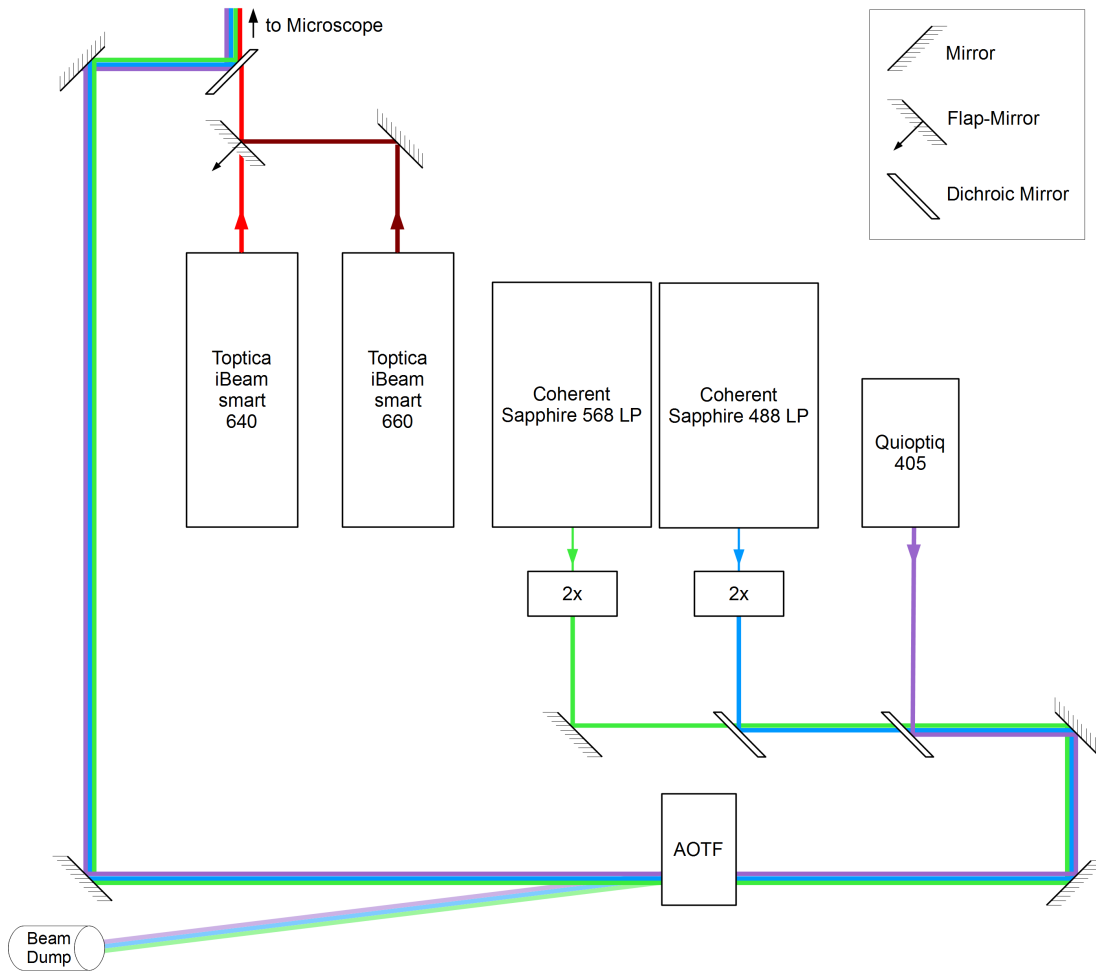 to Microscope
Mirror
Flap-Mirror
Dichroic Mirror
Toptica
iBeam
smart
640
Toptica
iBeam
smart
660
Coherent
Sapphire 568 LP
Coherent
Sapphire 488 LP
Quioptiq
405
2x
2x
AOTF
Beam
Dump